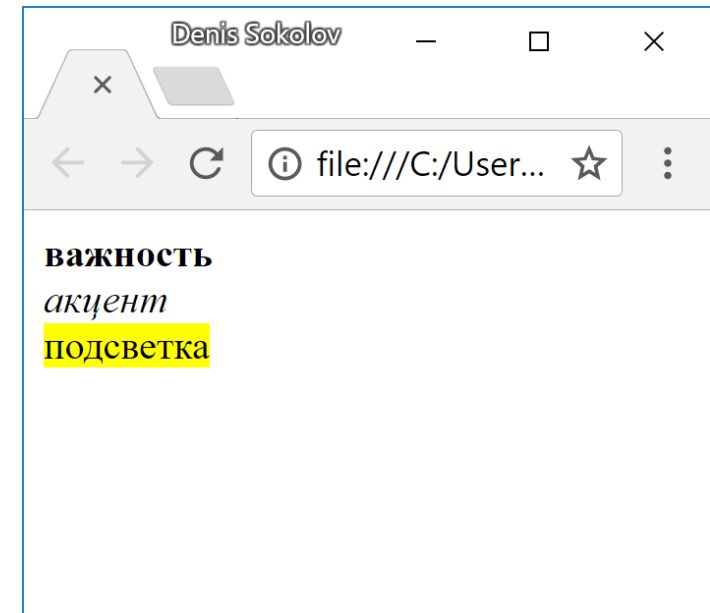 Denis Sokolov
file:///C:/User...
важность
акцент
подсветка